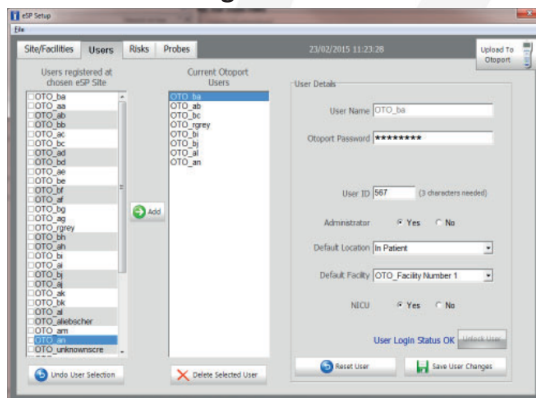 eSP Setup
File
Site/Facilities Users Risks Probes 23/02/2015 11:23:28 Upload To Otoport
Users registered at chosen eSP Site
OTO_ba
OTO_aa
OTO_ab
OTO_bb
OTO_ac
OTO_bc
OTO_ad
OTO_bd
OTO_ae
OTO_be
OTO_bf
OTO_af
OTO_bg
OTO_ag
OTO_rgrey
OTO_bh
OTO_ah
OTO_bi
OTO_ai
OTO_bj
OTO_aj
OTO_ak
OTO_bk
OTO_al
OTO_aliebscher
OTO_am
OTO_an
OTO_unknownscre
Undo User Selection
Add
Current Otoport Users
OTO_ba
OTO_ab
OTO_bc
OTO_rgrey
OTO_bi
OTO_bj
OTO_al
OTO_an
Delete Selected User
User Details
User Name OTO_ba
Otoport Password ********
User ID 567 (3 characters needed)
Administrator Yes No
Default Location In Patient
Default Facility OTO_Facility Number 1
NICU Yes No
User Login Status OK Unlock User
Reset User Save User Changes